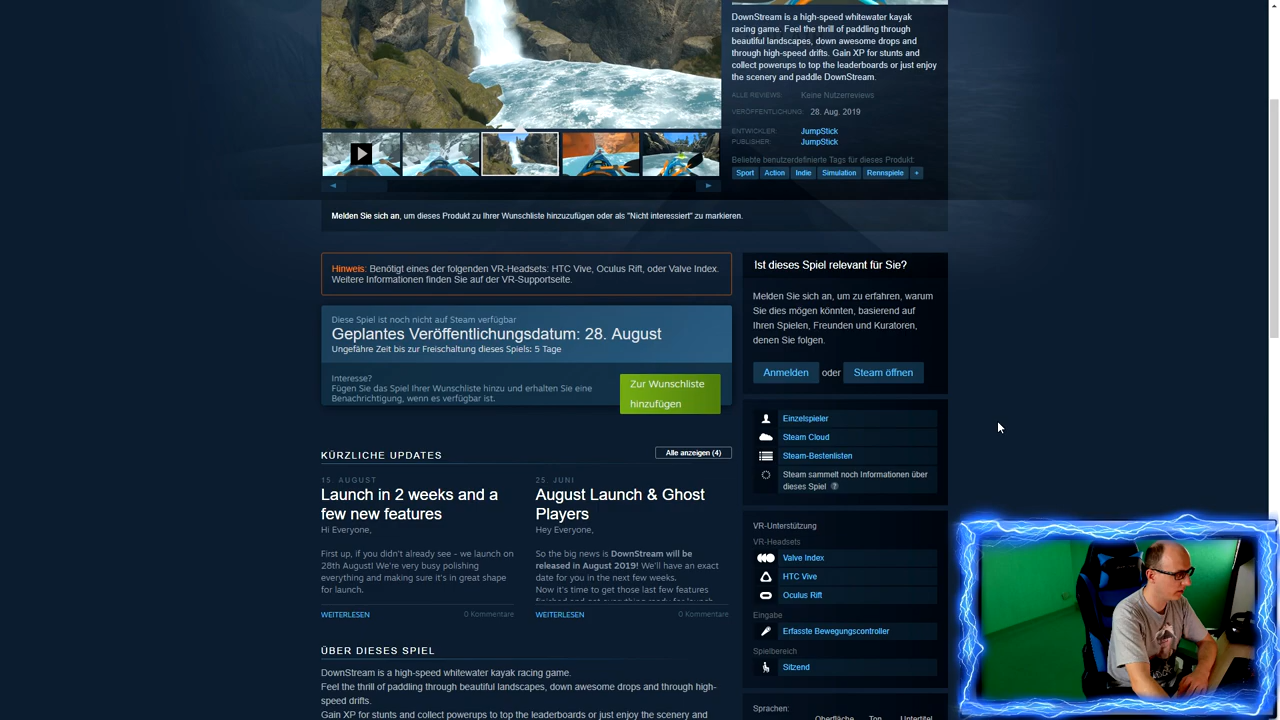 DownStream is a high-speed whitewater kayak
racing game. Feel the thrill of paddling through
beautiful landscapes, down awesome drops and
through high-speed drifts. Gain XP for stunts and
collect powerups to top the leaderboards or just enjoy
the scenery and paddle DownStream.
ALL REVIEWS: Keine Nutzerreviews
VERÖFFENTLICHUNG: 28. Aug. 2019
ENTWICKLER: JumpStick
PUBLISHER: JumpStick
Beliebte benutzerdefinierte Tags für dieses Produkt
Sport Action Indie Simulation Rennspiele +
Melden Sie sich an, um dieses Produkt zu Ihrer Wunschliste hinzuzufügen oder als "Nicht interessiert" zu markieren.
Hinweis: Benötigt eines der folgenden VR-Headsets: HTC Vive, Oculus Rift, oder Valve Index.
Weitere Informationen finden Sie auf der VR-Supportseite.
Diese Spiel ist noch nicht auf Steam verfügbar
Geplantes Veröffentlichungsdatum: 28. August
Ungefähre Zeit bis zur Freischaltung dieses Spiels: 5 Tage
Interesse?
Fügen Sie das Spiel Ihrer Wunschliste hinzu und erhalten Sie eine
Benachrichtigung, wenn es verfügbar ist.
Zur Wunschliste
hinzufügen
KÜRZLICHE UPDATES
Alle anzeigen (4)
15. AUGUST
Launch in 2 weeks and a
few new features
Hi Everyone,
First up, if you didn't already see - we launch on
28th August! We're very busy polishing
everything and making sure it's in great shape
for launch.
WEITERLESEN 0 Kommentare
25. JUNI
August Launch & Ghost
Players
Hey Everyone,
So the big news is DownStream will be
released in August 2019! We'll have an exact
date for you in the next few weeks.
Now it's time to get those last few features
finished and get everything ready for launch
WEITERLESEN 0 Kommentare
ÜBER DIESES SPIEL
DownStream is a high-speed whitewater kayak racing game.
Feel the thrill of paddling through beautiful landscapes, down awesome drops and through high-
speed drifts.
Gain XP for stunts and collect powerups to top the leaderboards or just enjoy the scenery and
Ist dieses Spiel relevant für Sie?
Melden Sie sich an, um zu erfahren, warum
Sie dies mögen könnten, basierend auf
Ihren Spielen, Freunden und Kuratoren,
denen Sie folgen.
Anmelden oder Steam öffnen
Einzelspieler
Steam Cloud
Steam-Bestenlisten
Steam sammelt noch Informationen über
dieses Spiel ?
VR-Unterstützung
VR-Headsets
Valve Index
HTC Vive
Oculus Rift
Eingabe
Erfasste Bewegungscontroller
Spielbereich
Sitzend
Sprachen:
Oberfläche Ton Untertitel